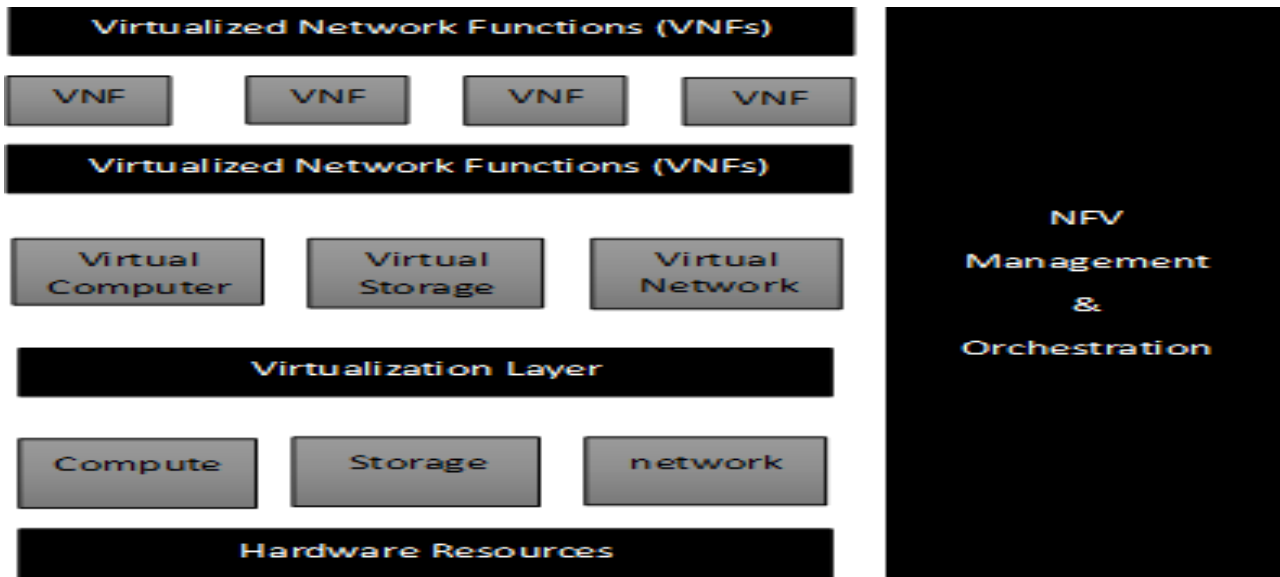 Virtualized Network Functions (VNFs)
VNF
VNF
VNF
VNF
Virtualized Network Functions (VNFs)
Virtual
Computer
Virtual
Storage
Virtual
Network
Virtualization Layer
Compute
Storage
network
Hardware Resources
NFV
Management
&
Orchestration